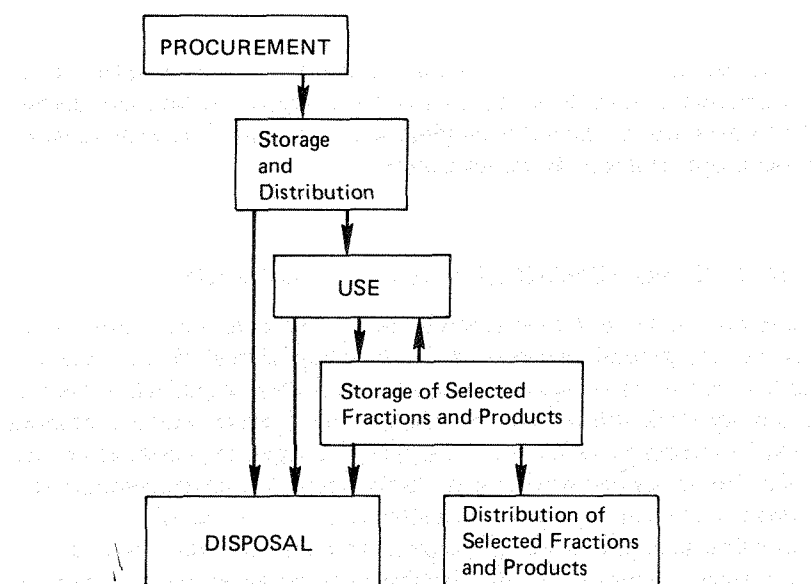 PROCUREMENT
Storage
and
Distribution
USE
Storage of Selected
Fractions and Products
DISPOSAL
Distribution of
Selected Fractions
and Products